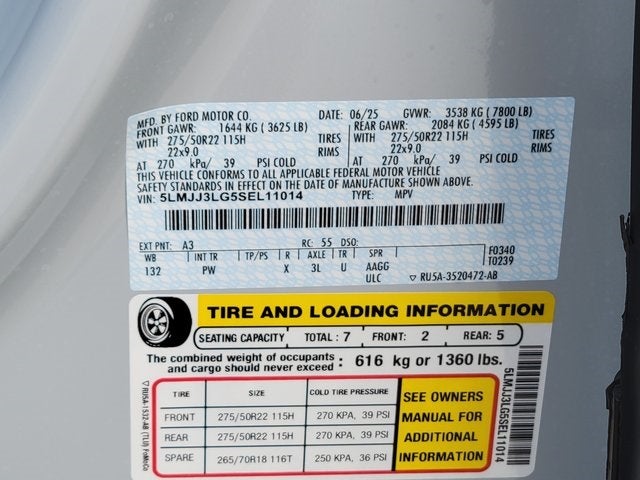 MFD. BY FORD MOTOR CO. DATE: 06/25 GVWR: 3538 KG ( 7800 LB)
FRONT GAWR: 1644 KG ( 3625 LB) REAR GAWR: 2084 KG ( 4595 LB)
WITH 275/50R22 115H TIRES WITH 275/50R22 115H TIRES
22x9.0 RIMS 22x9.0 RIMS
AT 270 kPa/ 39 PSI COLD AT 270 kPa/ 39 PSI COLD
THIS VEHICLE CONFORMS TO ALL APPLICABLE FEDERAL MOTOR VEHICLE
SAFETY STANDARDS IN EFFECT ON THE DATE OF MANUFACTURE SHOWN ABOVE.
VIN: 5LMJJ3LG5SEL11014 TYPE: MPV
EXT PNT: A3 RC: 55 DSO:
WB INT TR TP/PS R AXLE TR SPR F0340
132 PW X 3L U AAGG T0239
ULC ▽ RU5A-3520472-AB
TIRE AND LOADING INFORMATION
SEATING CAPACITY TOTAL : 7 FRONT: 2 REAR: 5
The combined weight of occupants
and cargo should never exceed : 616 kg or 1360 lbs.
TIRE SIZE COLD TIRE PRESSURE
FRONT 275/50R22 115H 270 KPA, 39 PSI
REAR 275/50R22 115H 270 KPA, 39 PSI
SPARE 265/70R18 116T 250 KPA, 36 PSI
SEE OWNERS
MANUAL FOR
ADDITIONAL
INFORMATION
▽ RU5A-1532-AB (TLU) FoMoCo
5LMJJ3LG5SEL11014